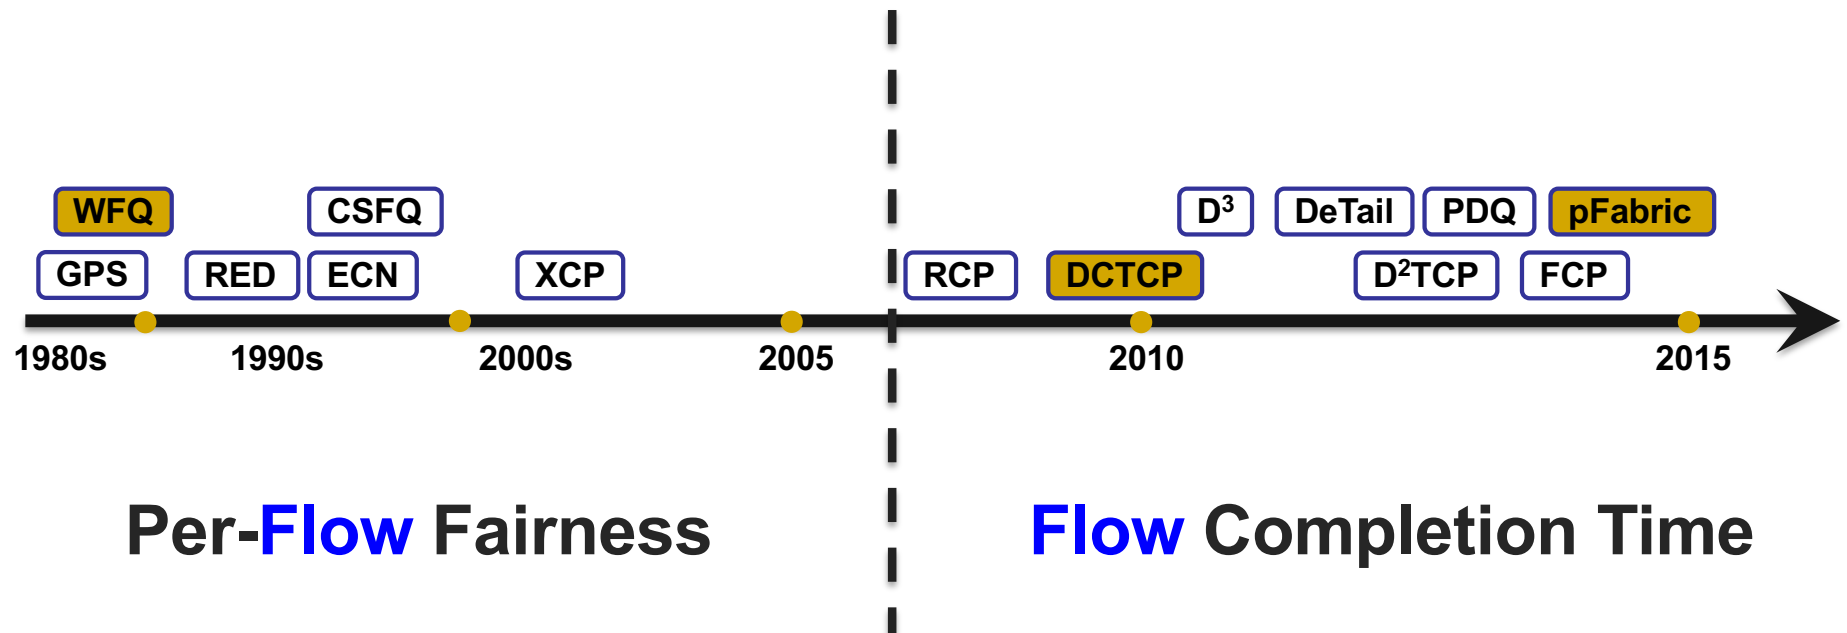 WFQ CSFQ D³ DeTail PDQ pFabric
GPS RED ECN XCP RCP DCTCP D²TCP FCP
1980s 1990s 2000s 2005 2010 2015
Per-Flow Fairness Flow Completion Time